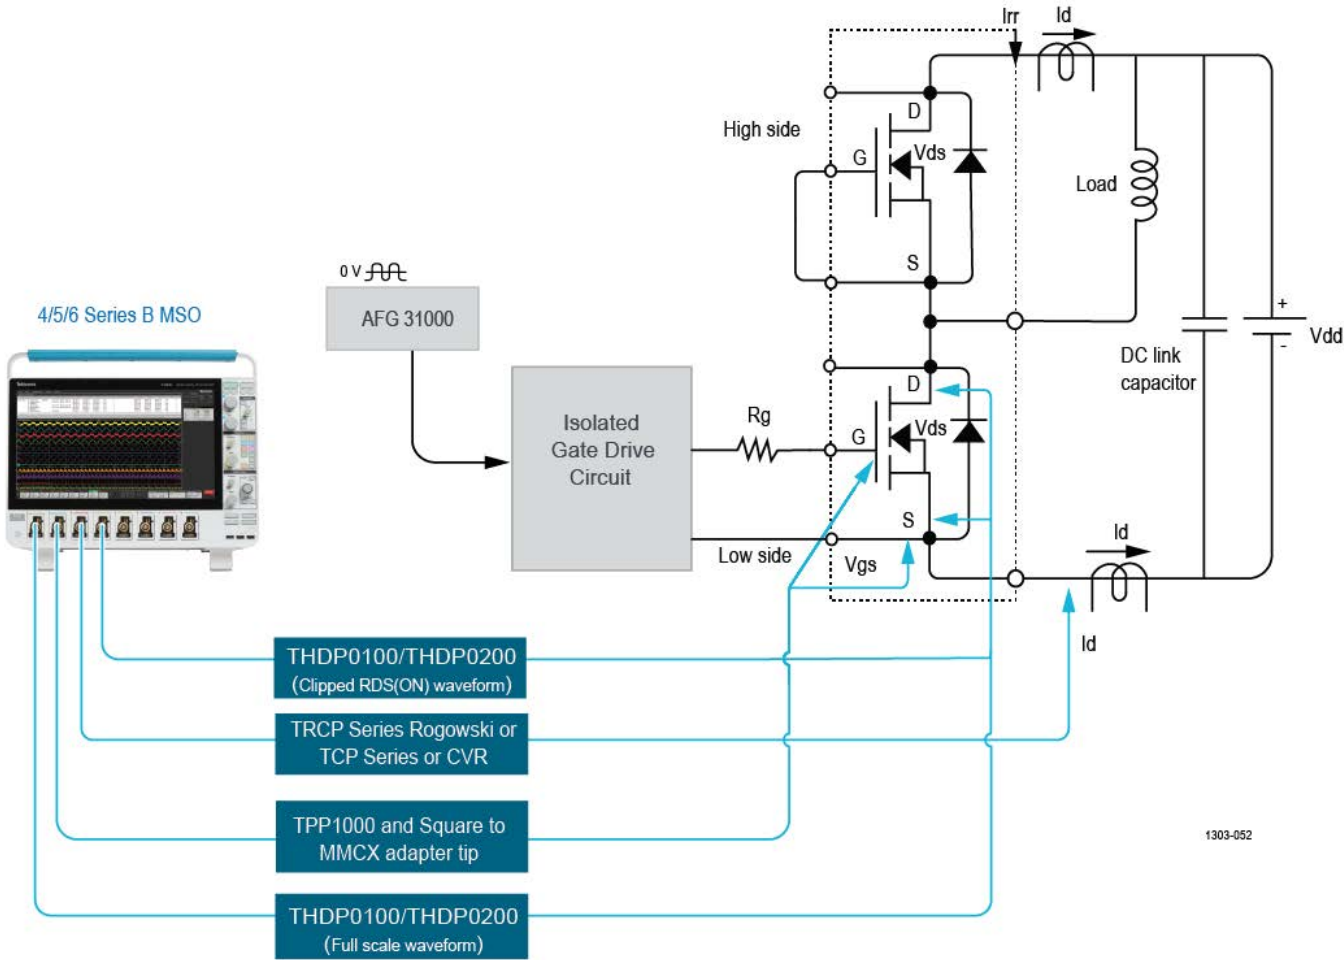 Irr
Id
D
High side
G
Vds
Load
S
0 V
AFG 31000
4/5/6 Series B MSO
Tektronix
+
-
Vdd
DC link
capacitor
Isolated
Gate Drive
Circuit
Rg
D
G
Vds
S
Low side
Vgs
Id
Id
THDP0100/THDP0200
(Clipped RDS(ON) waveform)
TRCP Series Rogowski or
TCP Series or CVR
TPP1000 and Square to
MMCX adapter tip
1303-052
THDP0100/THDP0200
(Full scale waveform)